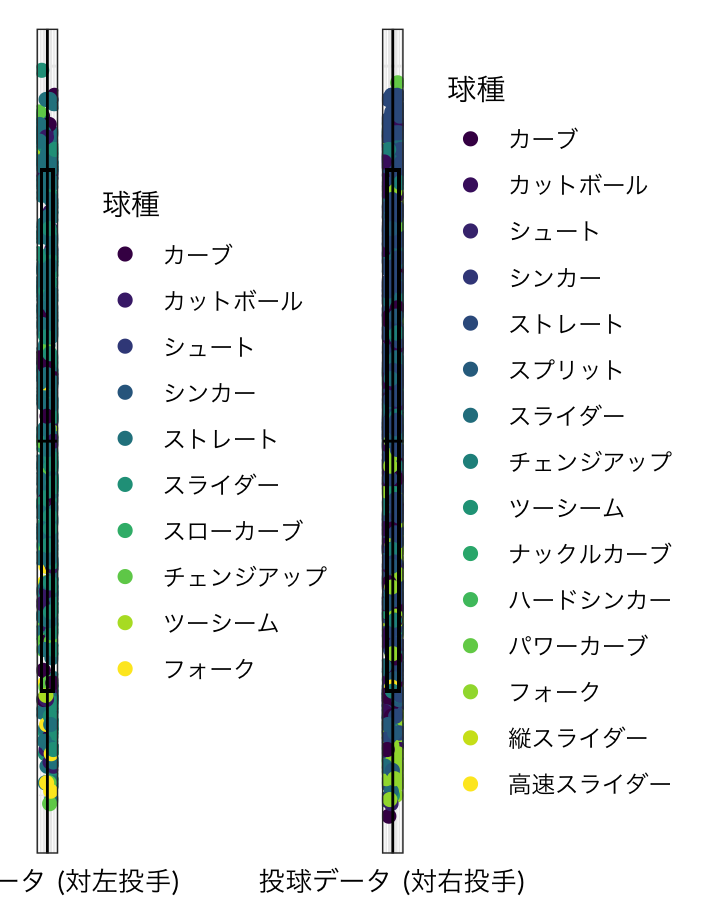 球種
カーブ
カットボール
シュート
シンカー
ストレート
スライダー
スローカーブ
チェンジアップ
ツーシーム
フォーク
ータ (対左投手)
球種
カーブ
カットボール
シュート
シンカー
ストレート
スプリット
スライダー
チェンジアップ
ツーシーム
ナックルカーブ
ハードシンカー
パワーカーブ
フォーク
縦スライダー
高速スライダー
投球データ (対右投手)